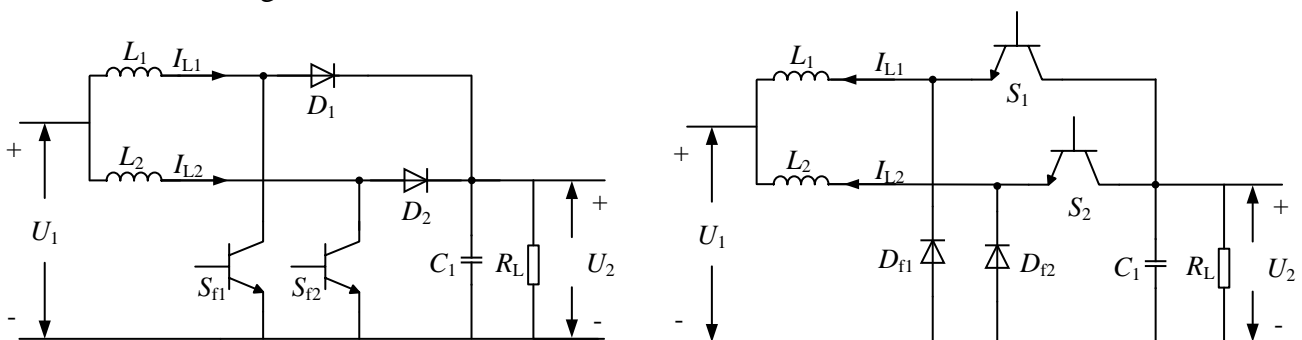 L1 IL1
D1
+
L2 IL2
D2
+
U1
Sf1 Sf2 C1 RL U2
- -
L1 IL1
S1
+
L2 IL2
S2
+
U1
Df1 Df2 C1 RL U2
- -